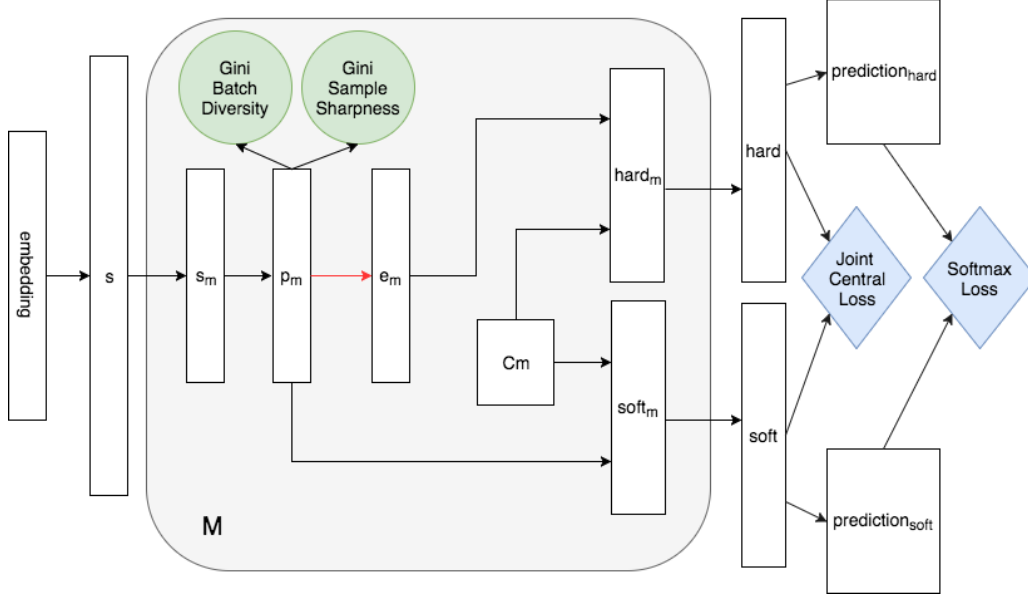 embedding
s
Gini
Batch
Diversity
Gini
Sample
Sharpness
s_m
p_m
e_m
Cm
hard_m
soft_m
M
hard
soft
prediction_hard
Joint
Central
Loss
Softmax
Loss
prediction_soft